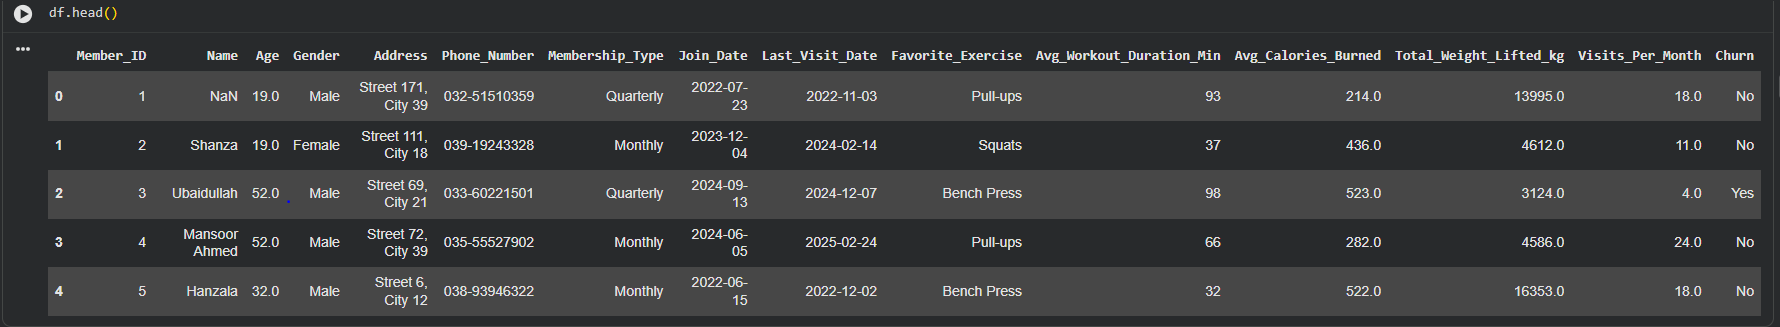 df.head()
Member_ID Name Age Gender Address Phone_Number Membership_Type Join_Date Last_Visit_Date Favorite_Exercise Avg_Workout_Duration_Min Avg_Calories_Burned Total_Weight_Lifted_kg Visits_Per_Month Churn
0 1 NaN 19.0 Male Street 171, City 39 032-51510359 Quarterly 2022-07-23 2022-11-03 Pull-ups 93 214.0 13995.0 18.0 No
1 2 Shanza 19.0 Female Street 111, City 18 039-19243328 Monthly 2023-12-04 2024-02-14 Squats 37 436.0 4612.0 11.0 No
2 3 Ubaidullah 52.0 Male Street 69, City 21 033-60221501 Quarterly 2024-09-13 2024-12-07 Bench Press 98 523.0 3124.0 4.0 Yes
3 4 Mansoor Ahmed 52.0 Male Street 72, City 39 035-55527902 Monthly 2024-06-05 2025-02-24 Pull-ups 66 282.0 4586.0 24.0 No
4 5 Hanzala 32.0 Male Street 6, City 12 038-93946322 Monthly 2022-06-15 2022-12-02 Bench Press 32 522.0 16353.0 18.0 No